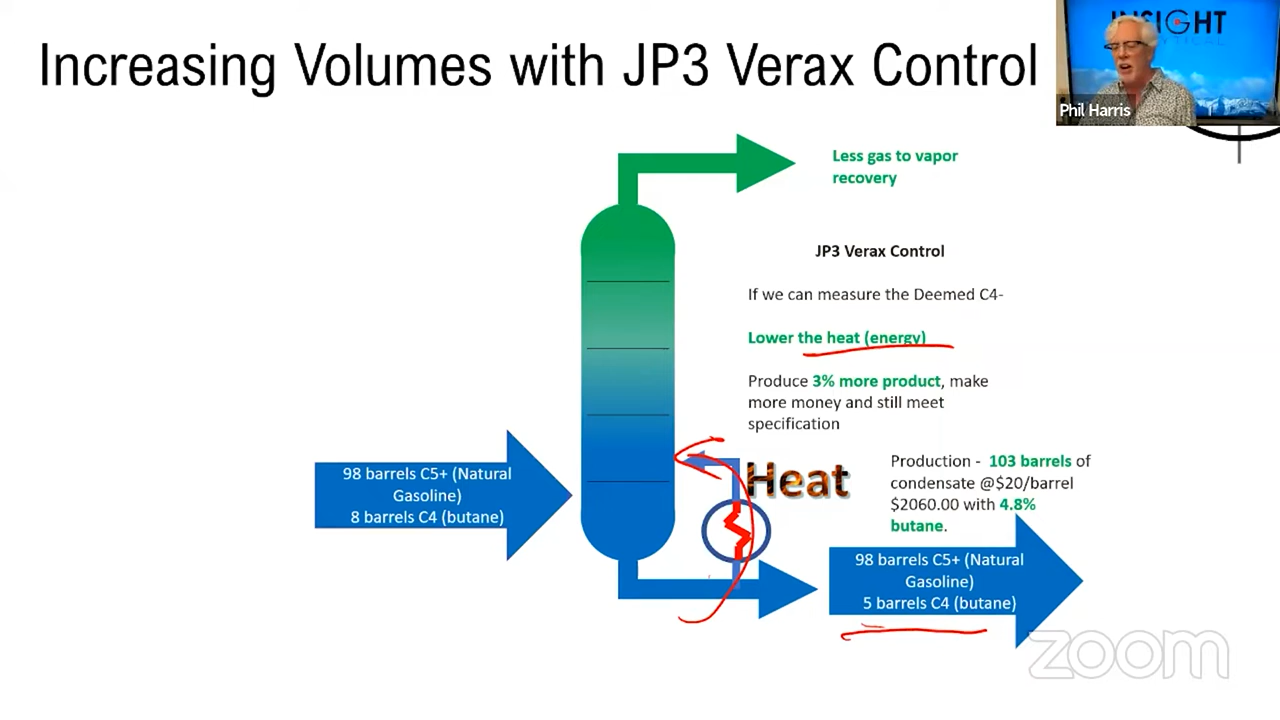 Increasing Volumes with JP3 Verax Control
INSIGHT
Phil Harris
Less gas to vapor
recovery
JP3 Verax Control
If we can measure the Deemed C4-
Lower the heat (energy)
Produce 3% more product, make
more money and still meet
specification
98 barrels C5+ (Natural
Gasoline)
8 barrels C4 (butane)
Heat
Production - 103 barrels of
condensate @$20/barrel
$2060.00 with 4.8%
butane.
98 barrels C5+ (Natural
Gasoline)
5 barrels C4 (butane)
zoom